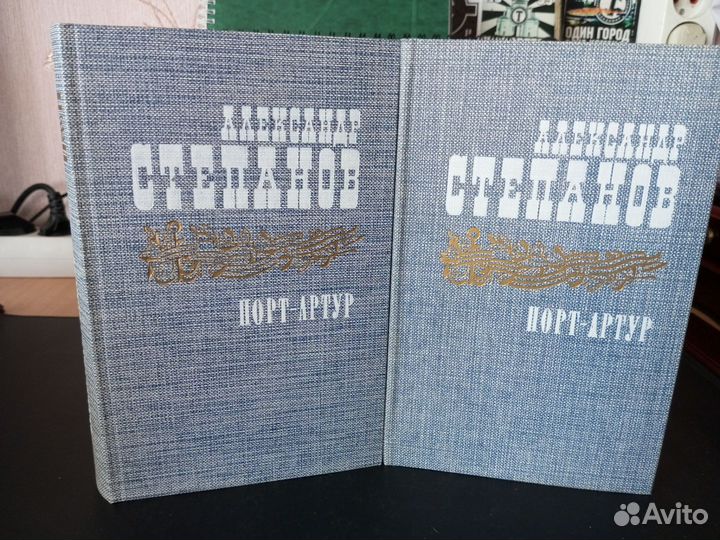 АЛЕКСАНДР
СТЕПАНОВ
ПОРТ-АРТУР
АЛЕКСАНДР
СТЕПАНОВ
ПОРТ-АРТУР
ОДИН ГОРОД
Avito